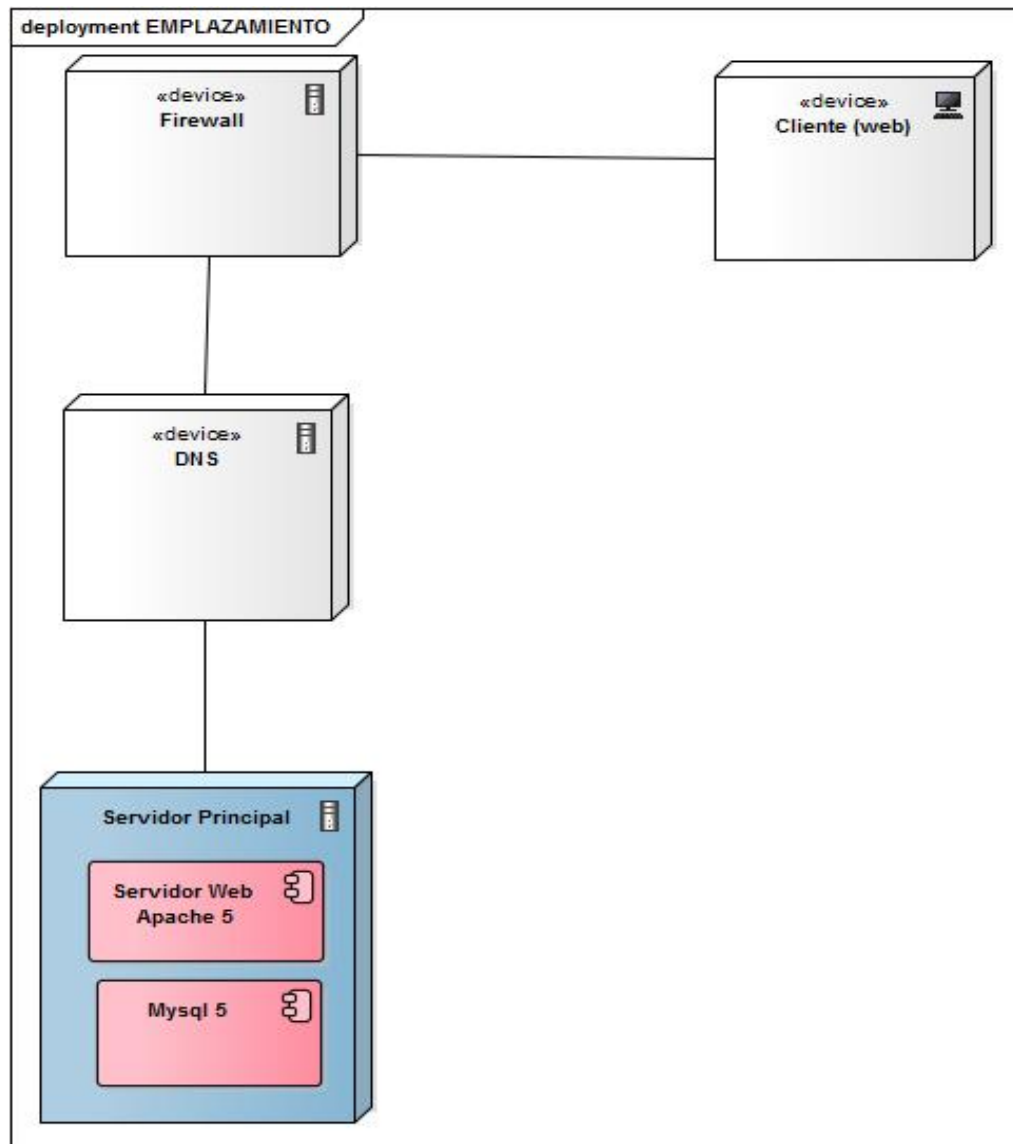 deployment EMPLAZAMIENTO
«device»
Firewall
«device»
Cliente (web)
«device»
DNS
Servidor Principal
Servidor Web
Apache 5
Mysql 5